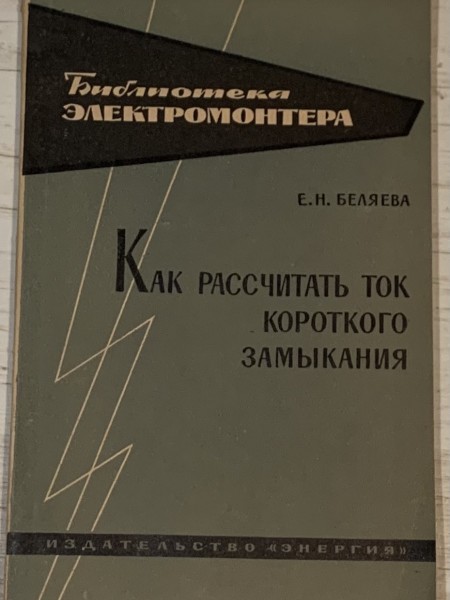 Библиотека
ЭЛЕКТРОМОНТЕРА
Е.Н. БЕЛЯЕВА
КАК РАССЧИТАТЬ ТОК
КОРОТКОГО
ЗАМЫКАНИЯ
ИЗДАТЕЛЬСТВО «ЭНЕРГИЯ»